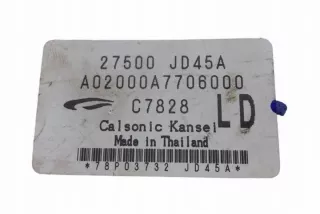 27500 JD45A
A02000A7706000
C7828
LD
Calsonic Kansei
Made in Thailand
*78P03732 JD45A*